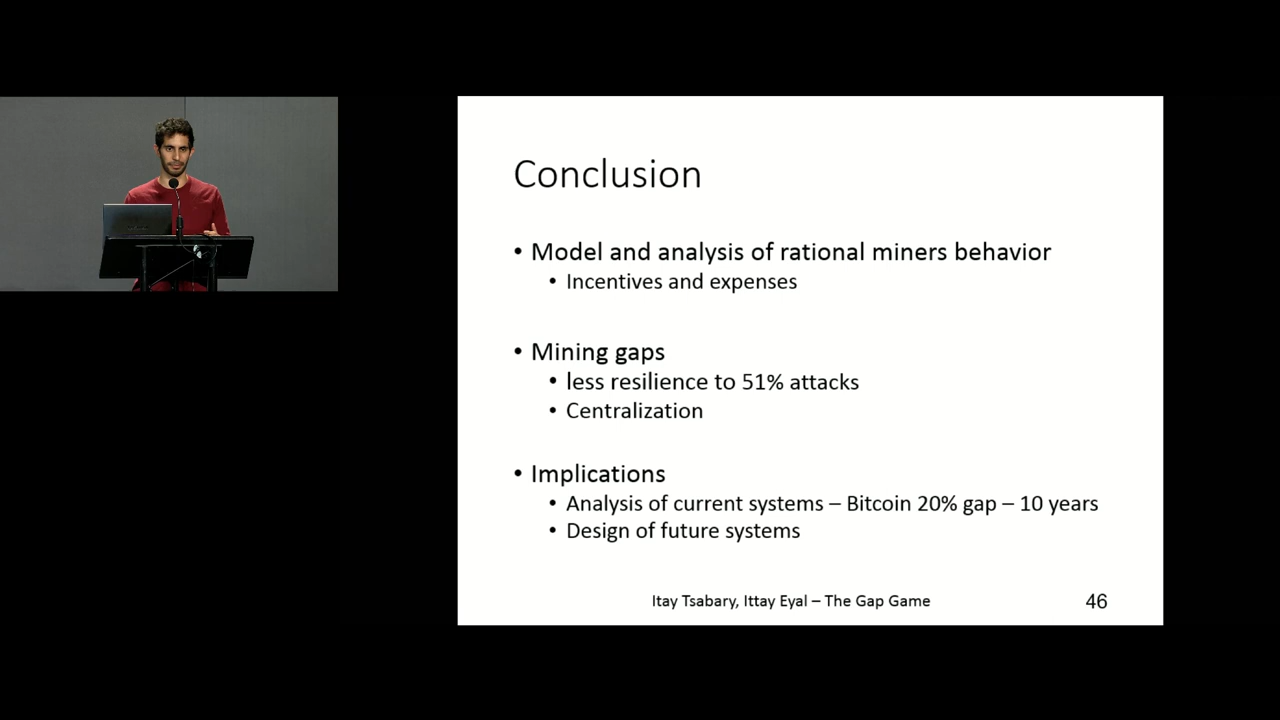 Conclusion
• Model and analysis of rational miners behavior
• Incentives and expenses
• Mining gaps
• less resilience to 51% attacks
• Centralization
• Implications
• Analysis of current systems – Bitcoin 20% gap – 10 years
• Design of future systems
Itay Tsabary, Ittay Eyal – The Gap Game
46